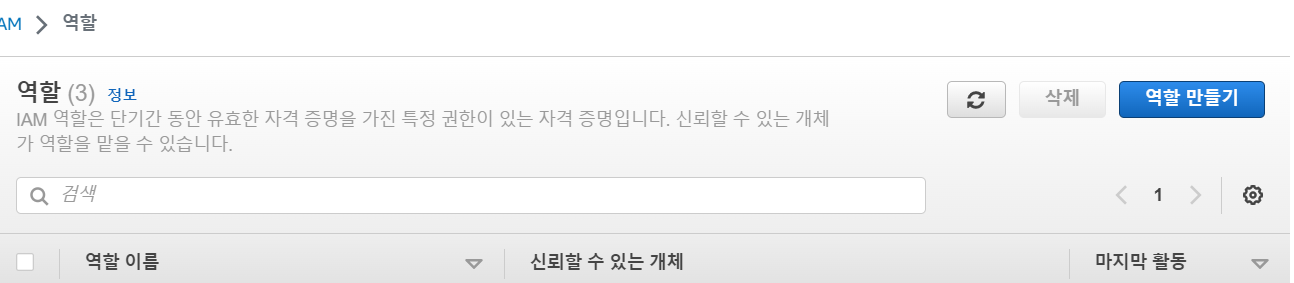 AM > 역할
역할 (3) 정보
삭제
역할 만들기
IAM 역할은 단기간 동안 유효한 자격 증명을 가진 특정 권한이 있는 자격 증명입니다. 신뢰할 수 있는 개체
가 역할을 맡을 수 있습니다.
검색
1
역할 이름
신뢰할 수 있는 개체
마지막 활동